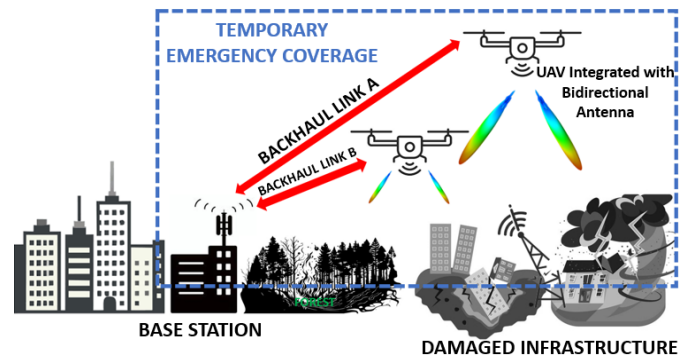 TEMPORARY
EMERGENCY COVERAGE
BACKHAUL LINK A
BACKHAUL LINK B
UAV Integrated with
Bidirectional
Antenna
FOREST
BASE STATION
DAMAGED INFRASTRUCTURE